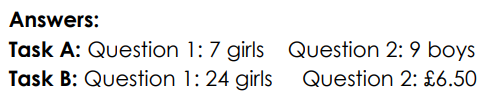 Answers:
Task A: Question 1: 7 girls Question 2: 9 boys
Task B: Question 1: 24 girls Question 2: £6.50